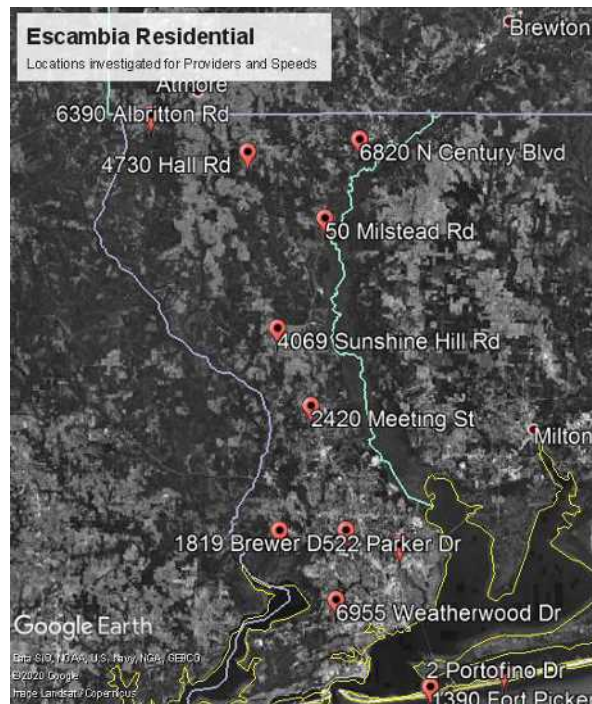 Escambia Residential
Locations investigated for Providers and Speeds
Brewton
Atmore
6390 Albritton Rd
4730 Hall Rd
6820 N Century Blvd
50 Milstead Rd
4069 Sunshine Hill Rd
2420 Meeting St
Milton
1819 Brewer D
522 Parker Dr
6955 Weatherwood Dr
Google Earth
Data SIO, NOAA, U.S. Navy, NGA, GEBCO
©2020 Google
Image Landsat / Copernicus
2 Portofino Dr
1390 Fort Picken